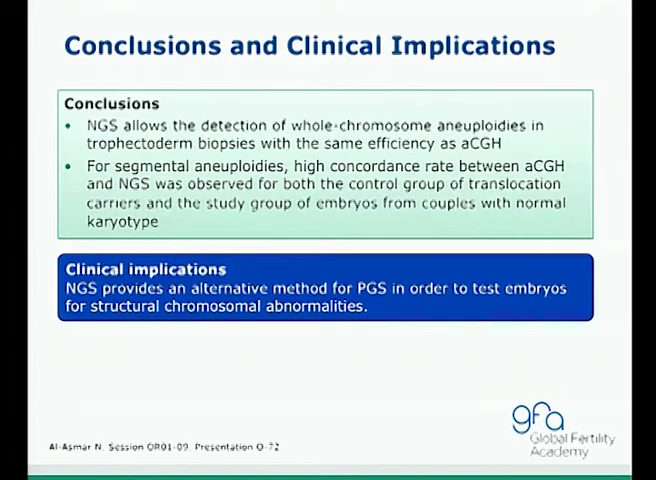 Conclusions and Clinical Implications
Conclusions
• NGS allows the detection of whole-chromosome aneuploidies in
trophectoderm biopsies with the same efficiency as aCGH
• For segmental aneuploidies, high concordance rate between aCGH
and NGS was observed for both the control group of translocation
carriers and the study group of embryos from couples with normal
karyotype
Clinical implications
NGS provides an alternative method for PGS in order to test embryos
for structural chromosomal abnormalities.
gfa
Global Fertility
Academy
Al-Asmar N. Session OR01-09. Presentation O-72